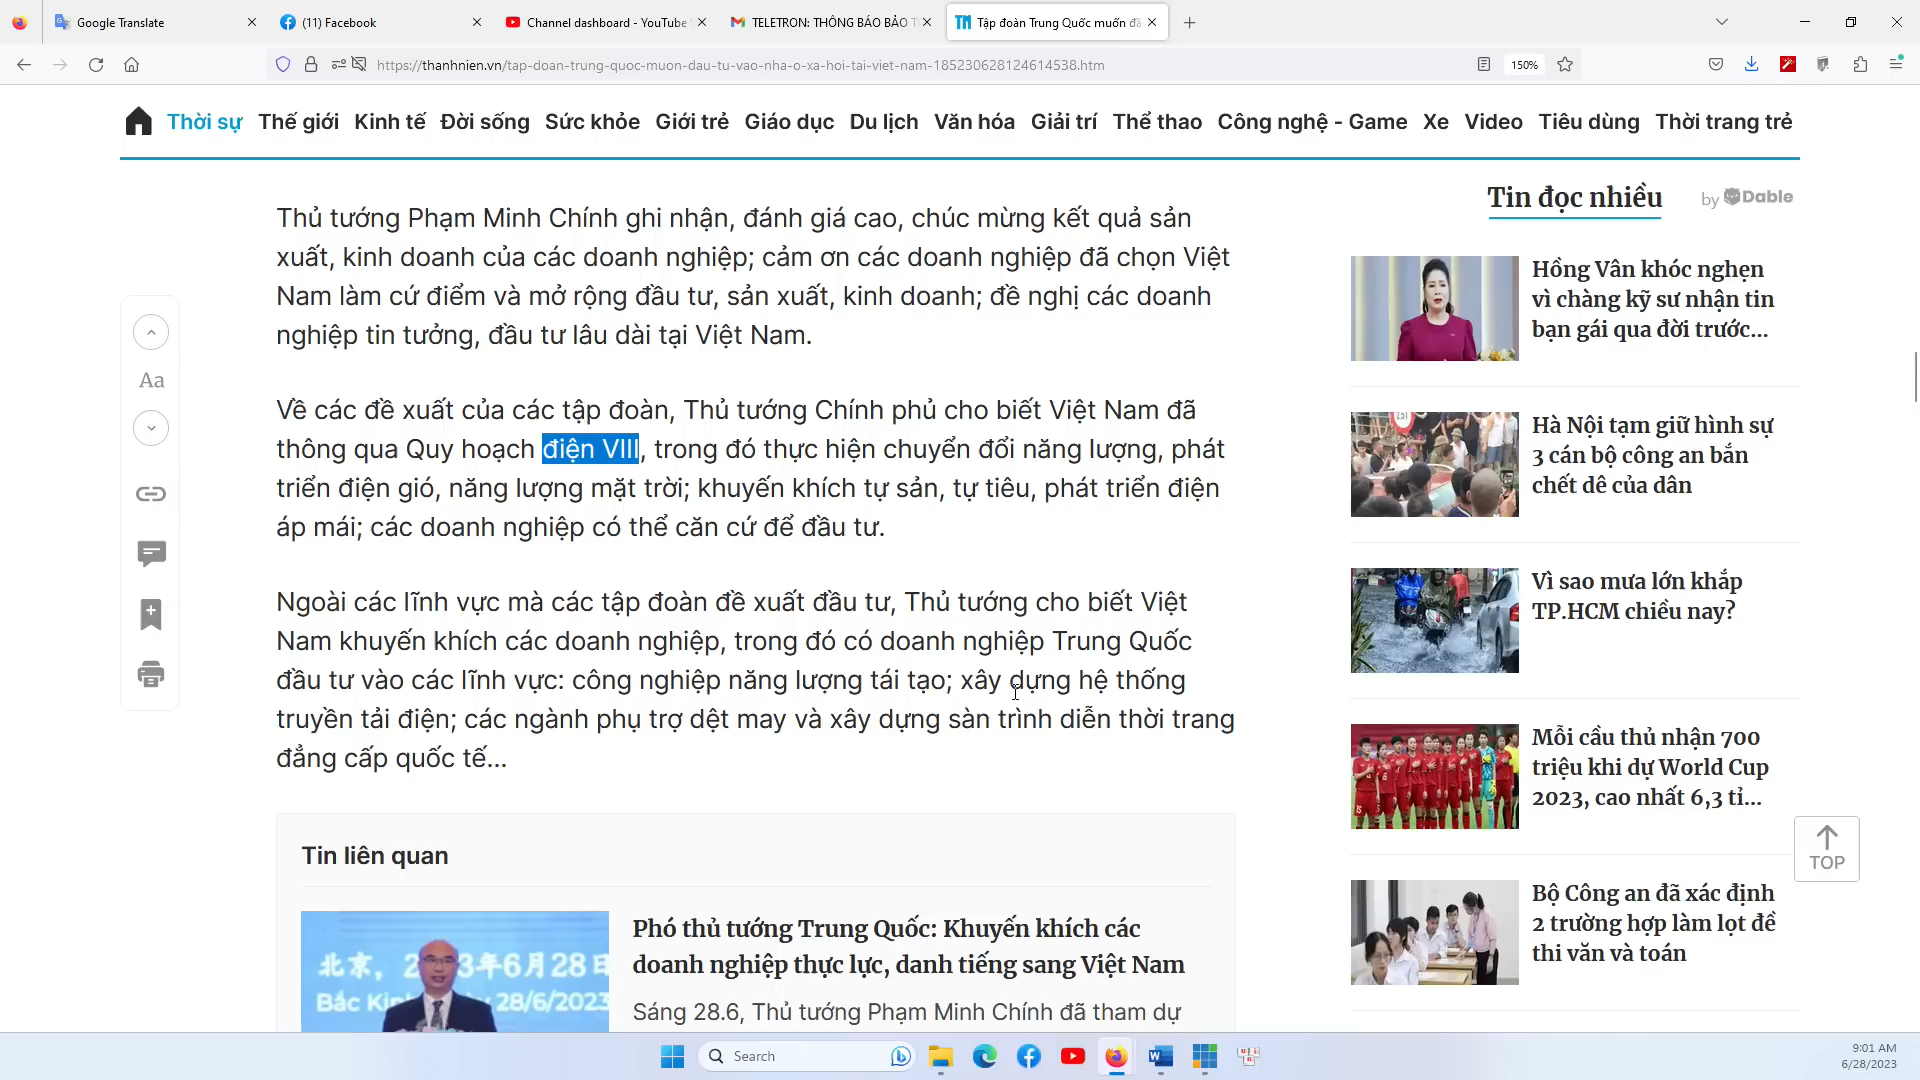 Google Translate
(11) Facebook
Channel dashboard - YouTube
TELETRON: THÔNG BÁO BẢO T
Tập đoàn Trung Quốc muốn đầ
https://thanhnien.vn/tap-doan-trung-quoc-muon-dau-tu-vao-nha-o-xa-hoi-tai-viet-nam-185230628124614538.htm
150%
Thời sự Thế giới Kinh tế Đời sống Sức khỏe Giới trẻ Giáo dục Du lịch Văn hóa Giải trí Thể thao Công nghệ - Game Xe Video Tiêu dùng Thời trang trẻ
Aa
Thủ tướng Phạm Minh Chính ghi nhận, đánh giá cao, chúc mừng kết quả sản
xuất, kinh doanh của các doanh nghiệp; cảm ơn các doanh nghiệp đã chọn Việt
Nam làm cứ điểm và mở rộng đầu tư, sản xuất, kinh doanh; đề nghị các doanh
nghiệp tin tưởng, đầu tư lâu dài tại Việt Nam.
Về các đề xuất của các tập đoàn, Thủ tướng Chính phủ cho biết Việt Nam đã
thông qua Quy hoạch điện VIII, trong đó thực hiện chuyển đổi năng lượng, phát
triển điện gió, năng lượng mặt trời; khuyến khích tự sản, tự tiêu, phát triển điện
áp mái; các doanh nghiệp có thể căn cứ để đầu tư.
Ngoài các lĩnh vực mà các tập đoàn đề xuất đầu tư, Thủ tướng cho biết Việt
Nam khuyến khích các doanh nghiệp, trong đó có doanh nghiệp Trung Quốc
đầu tư vào các lĩnh vực: công nghiệp năng lượng tái tạo; xây dựng hệ thống
truyền tải điện; các ngành phụ trợ dệt may và xây dựng sàn trình diễn thời trang
đẳng cấp quốc tế...
Tin liên quan
北京, 2023年6月28日
Bắc Kinh, ngày 28/6/2023
Phó thủ tướng Trung Quốc: Khuyến khích các
doanh nghiệp thực lực, danh tiếng sang Việt Nam
Sáng 28.6, Thủ tướng Phạm Minh Chính đã tham dự
Tin đọc nhiều
by Dable
Hồng Vân khóc nghẹn
vì chàng kỹ sư nhận tin
bạn gái qua đời trước...
Hà Nội tạm giữ hình sự
3 cán bộ công an bắn
chết dê của dân
Vì sao mưa lớn khắp
TP.HCM chiều nay?
Mỗi cầu thủ nhận 700
triệu khi dự World Cup
2023, cao nhất 6,3 tỉ...
Bộ Công an đã xác định
2 trường hợp làm lọt đề
thi văn và toán
TOP
Search
9:01 AM
6/28/2023